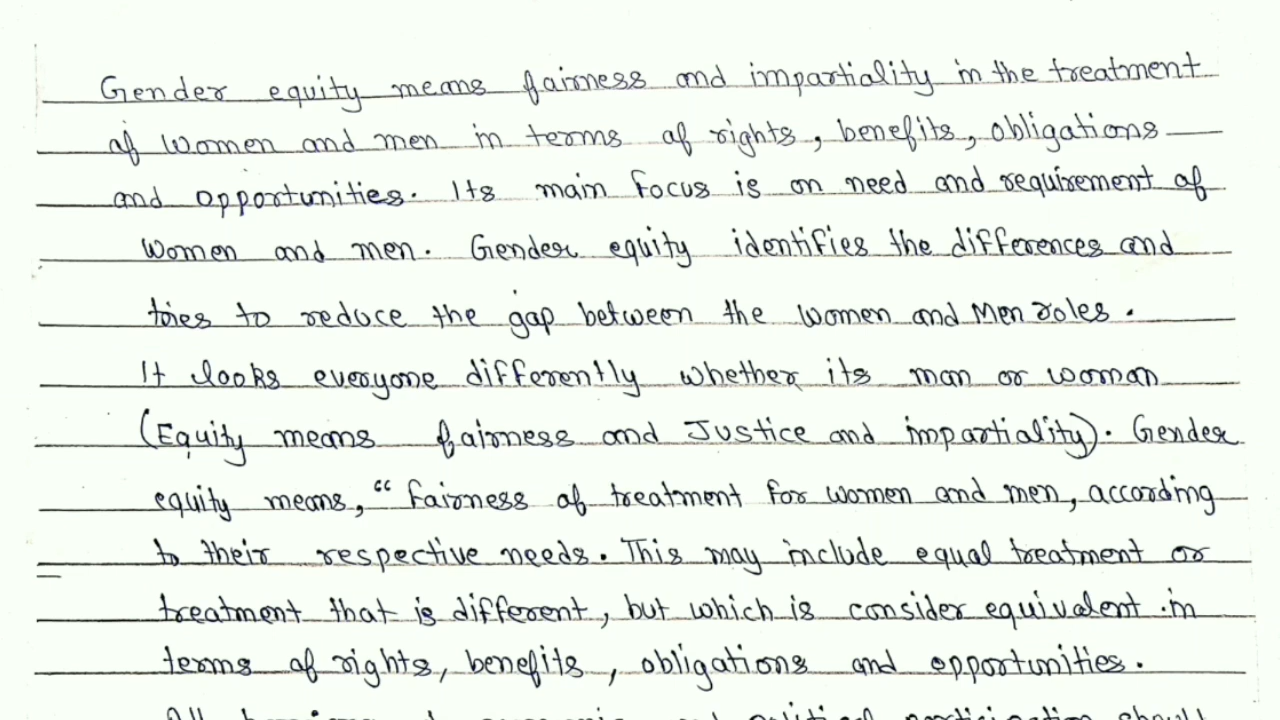 Gender equity means fairness and impartiality in the treatment
of women and men in terms of rights, benefits, obligations
and opportunities. Its main focus is on need and requirement of
women and men. Gender equity identifies the differences and
tries to reduce the gap between the women and Men roles.
It looks everyone differently whether its man or woman
(Equity means fairness and Justice and impartiality). Gender
equity means, “Fairness of treatment for women and men, according
to their respective needs. This may include equal treatment or
treatment that is different, but which is consider equivalent in
terms of rights, benefits, obligations and opportunities.
All participation should